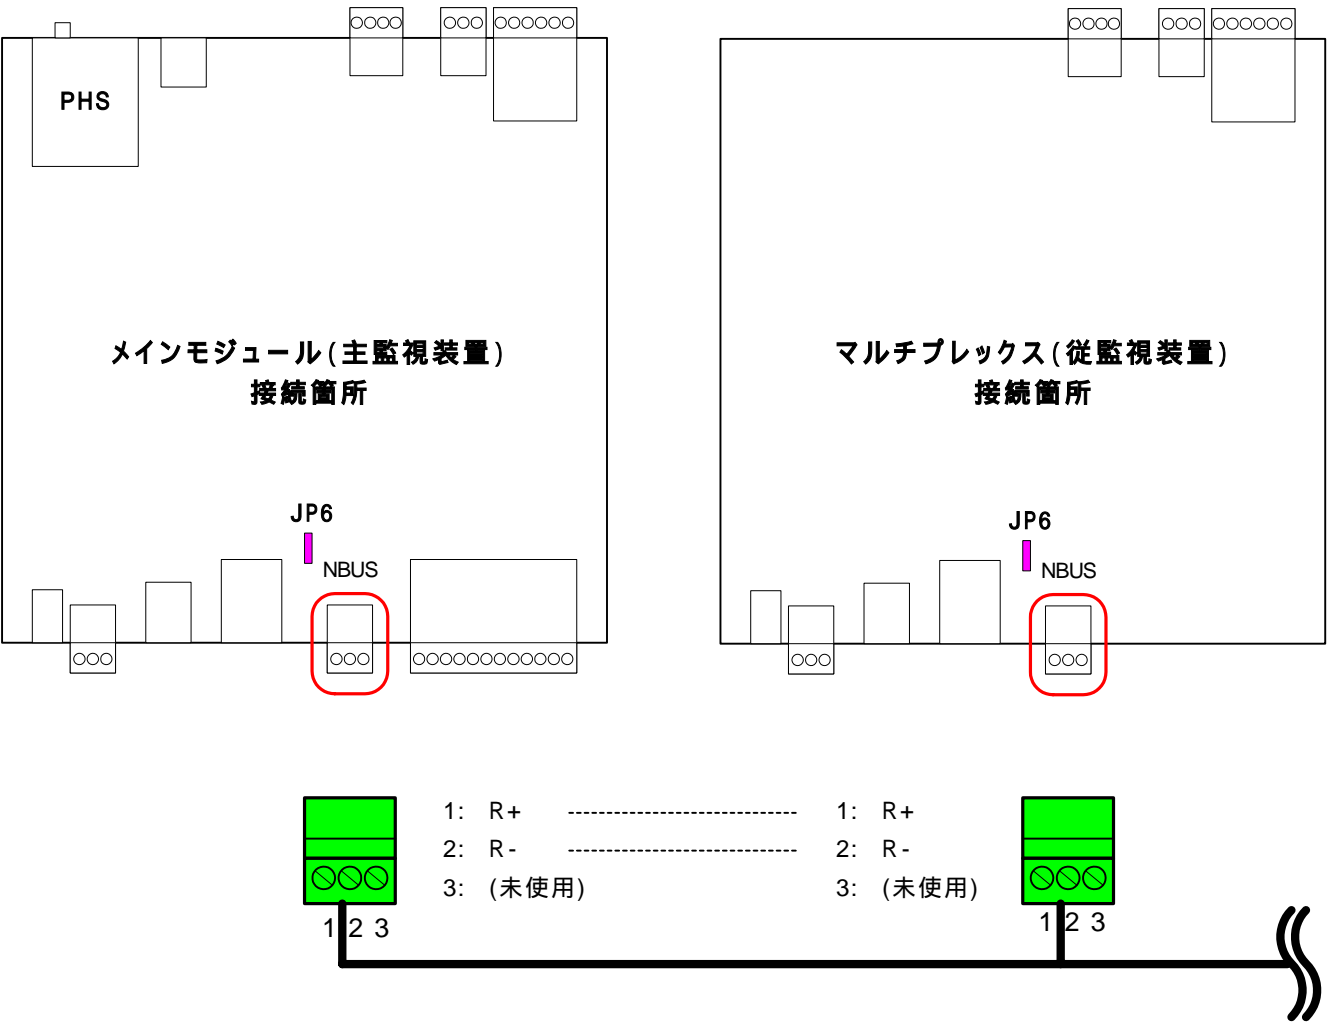 PHS
メインモジュール(主監視装置)
接続箇所
マルチプレックス(従監視装置)
接続箇所
JP6
NBUS
JP6
NBUS
1: R+ ------------------------------ 1: R+
2: R- ------------------------------ 2: R-
3: (未使用) 3: (未使用)
1 2 3
1 2 3